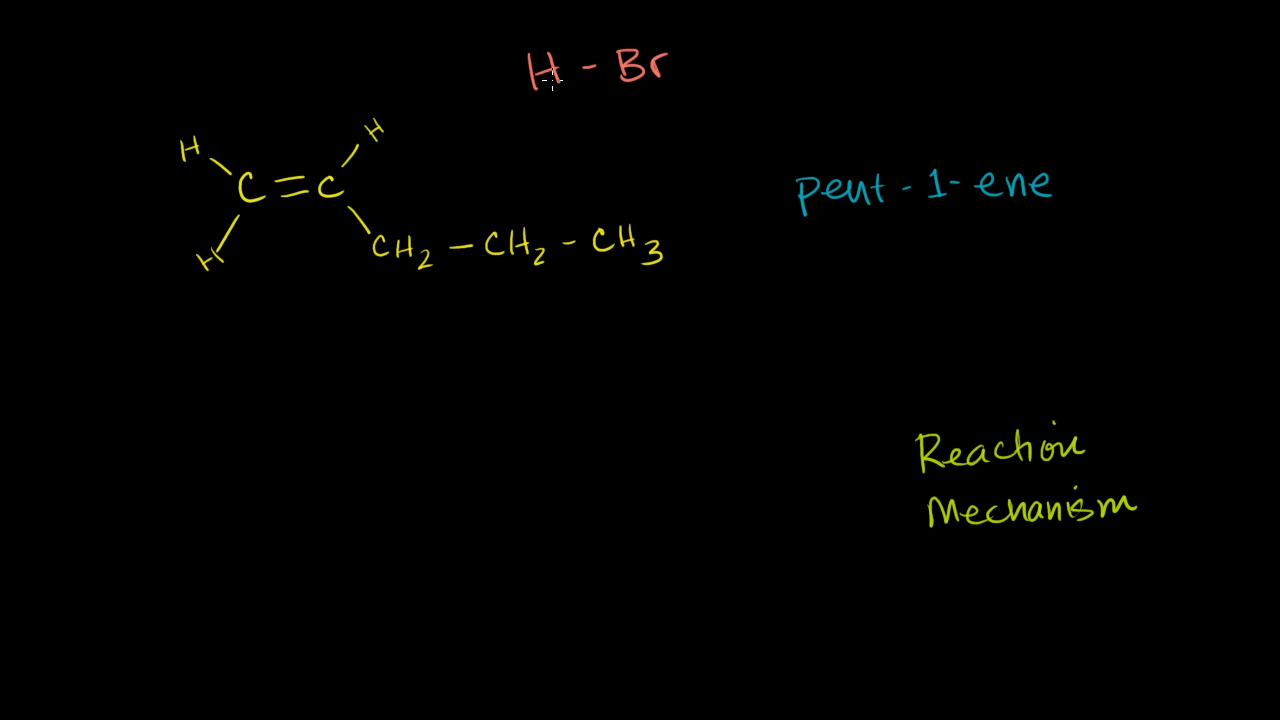 H - Br
H H
C = C
H
CH2 - CH2 - CH3
pent - 1 - ene
Reaction
Mechanism